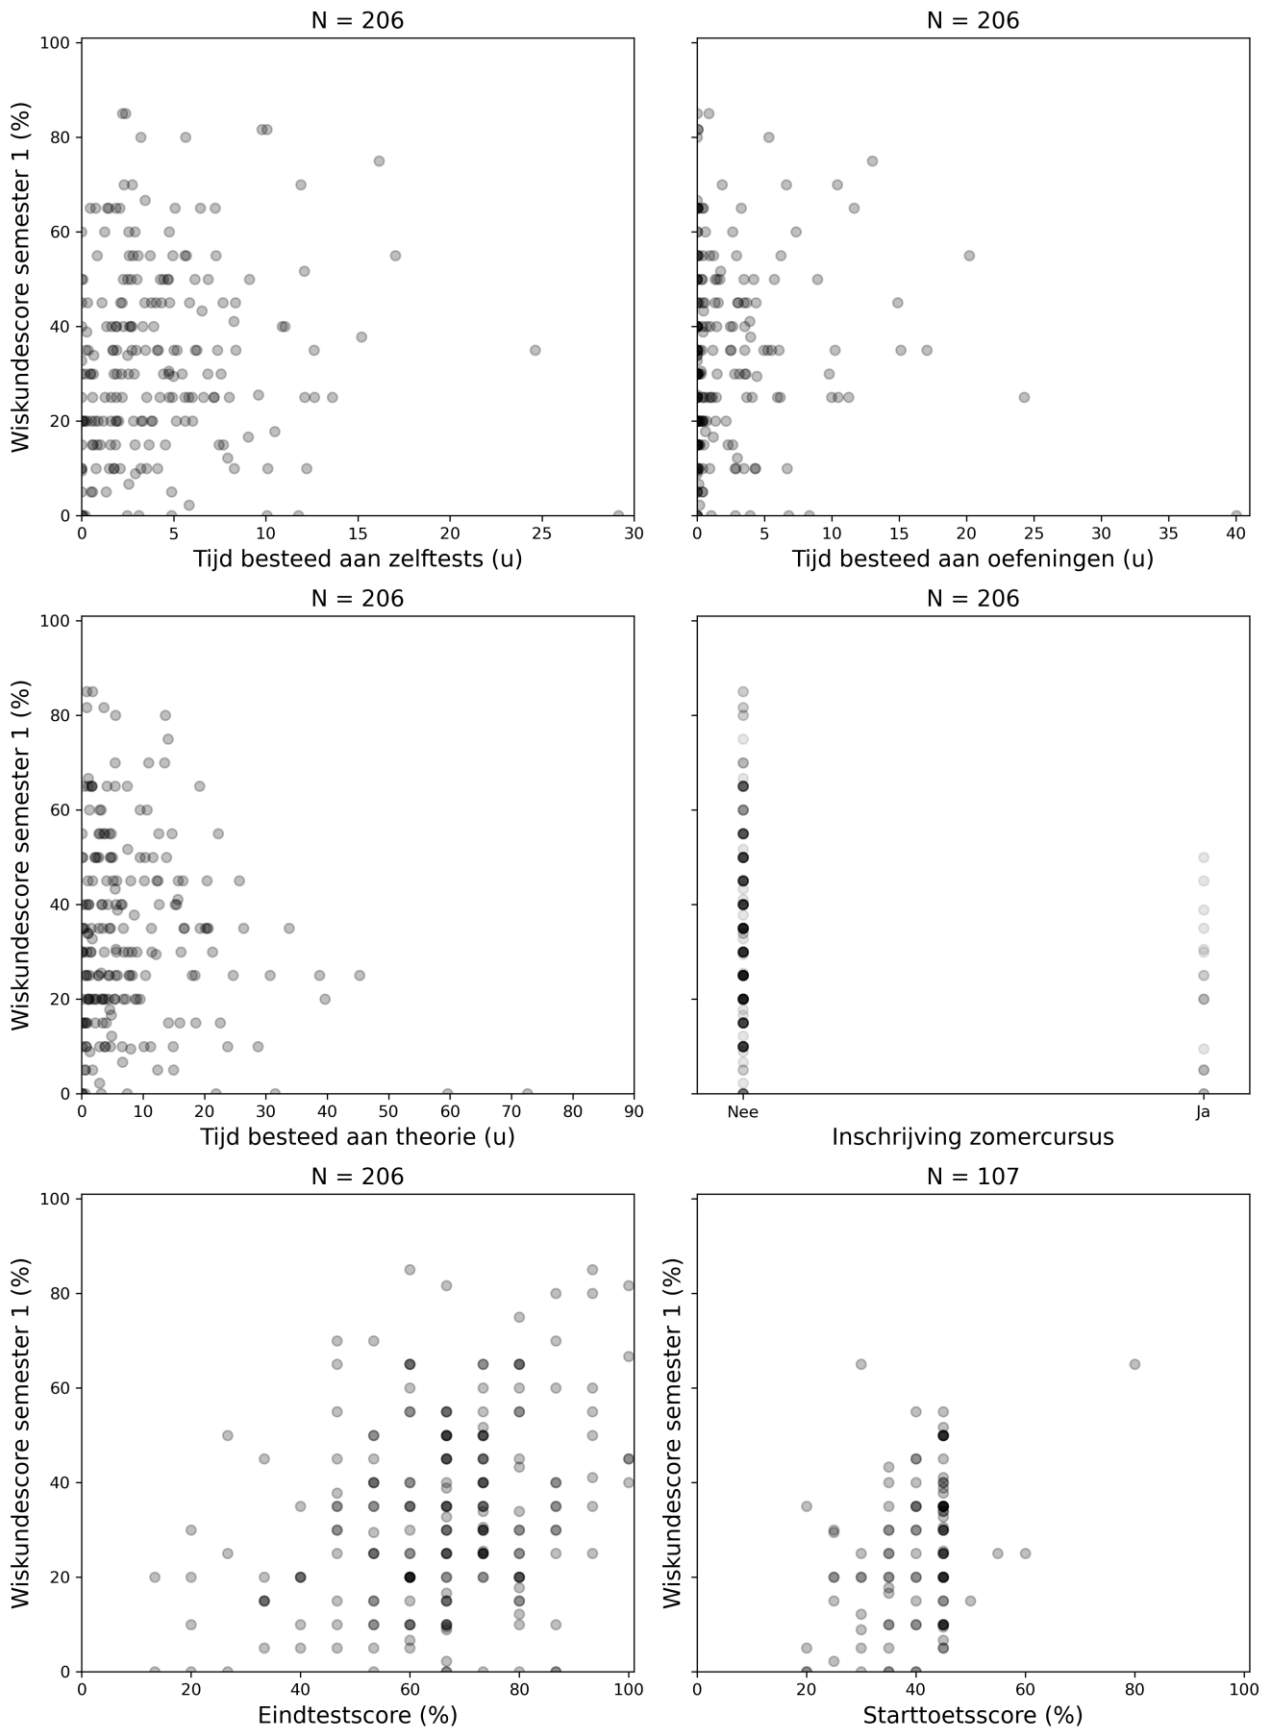 N = 206
N = 206
100
80
60
40
20
0
Wiskundescore semester 1 (%)
0 5 10 15 20 25 30
0 5 10 15 20 25 30 35 40
Tijd besteed aan zelftests (u)
Tijd besteed aan oefeningen (u)
N = 206
N = 206
100
80
60
40
20
0
Wiskundescore semester 1 (%)
0 10 20 30 40 50 60 70 80 90
Nee Ja
Tijd besteed aan theorie (u)
Inschrijving zomercursus
N = 206
N = 107
100
80
60
40
20
0
Wiskundescore semester 1 (%)
Wiskundescore semester 1 (%)
0 20 40 60 80 100
0 20 40 60 80 100
Eindtestscore (%)
Starttoetsscore (%)